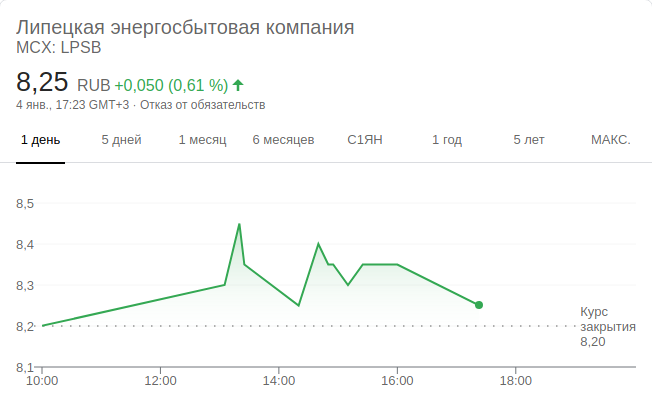 Липецкая энергосбытовая компания
MCX: LPSB
8,25 RUB +0,050 (0,61 %)
4 янв., 17:23 GMT+3 · Отказ от обязательств
1 день 5 дней 1 месяц 6 месяцев С1ЯН 1 год 5 лет МАКС.
8,5
8,4
8,3
8,2
8,1
Курс
закрытия
8,20
10:00 12:00 14:00 16:00 18:00